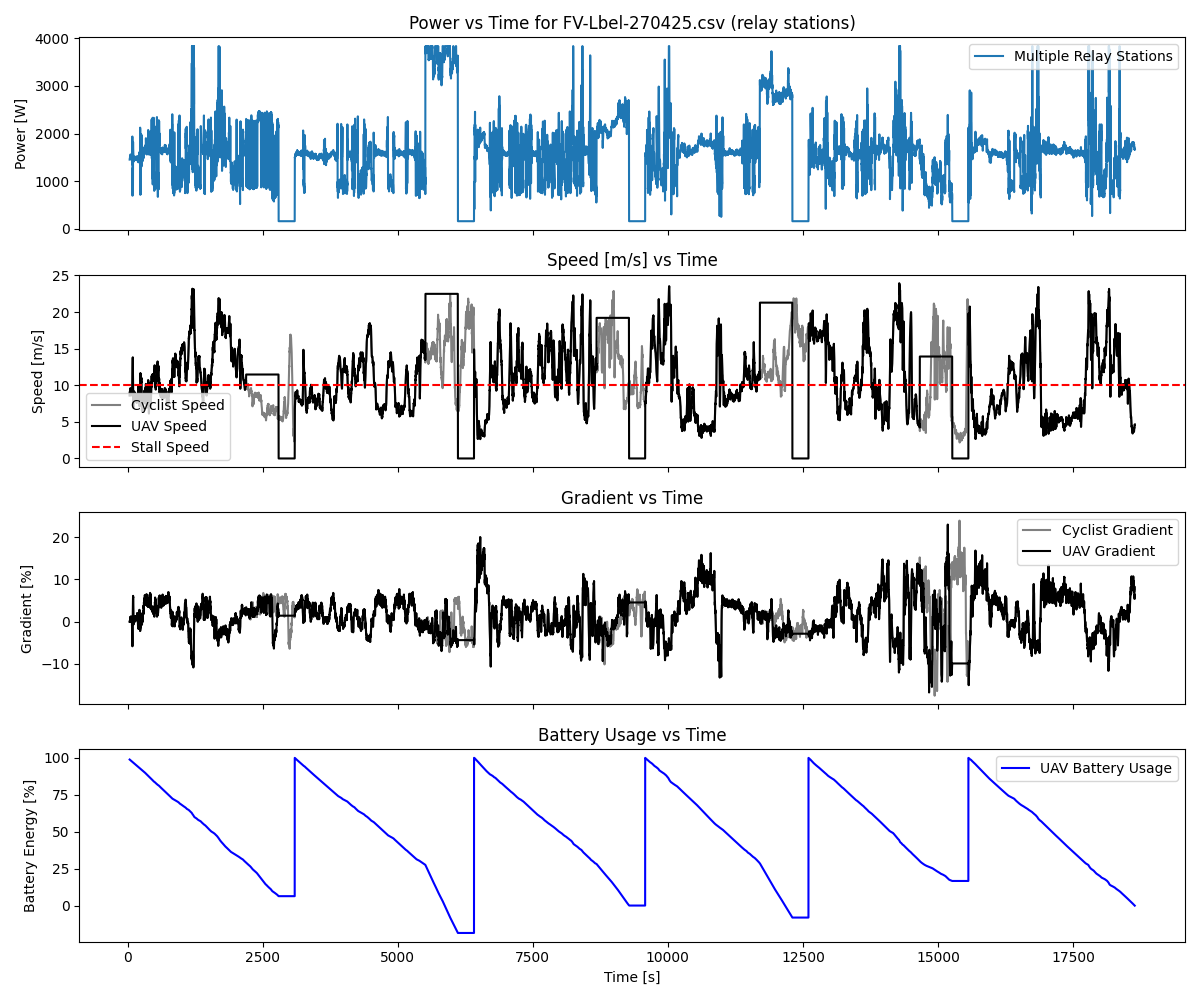 Power vs Time for FV-Lbel-270425.csv (relay stations)
Power [W]
4000
3000
2000
1000
0
Multiple Relay Stations
Speed [m/s] vs Time
Speed [m/s]
25
20
15
10
5
0
Cyclist Speed
UAV Speed
Stall Speed
Gradient vs Time
Gradient [%]
20
10
0
−10
Cyclist Gradient
UAV Gradient
Battery Usage vs Time
Battery Energy [%]
100
75
50
25
0
UAV Battery Usage
0 2500 5000 7500 10000 12500 15000 17500
Time [s]